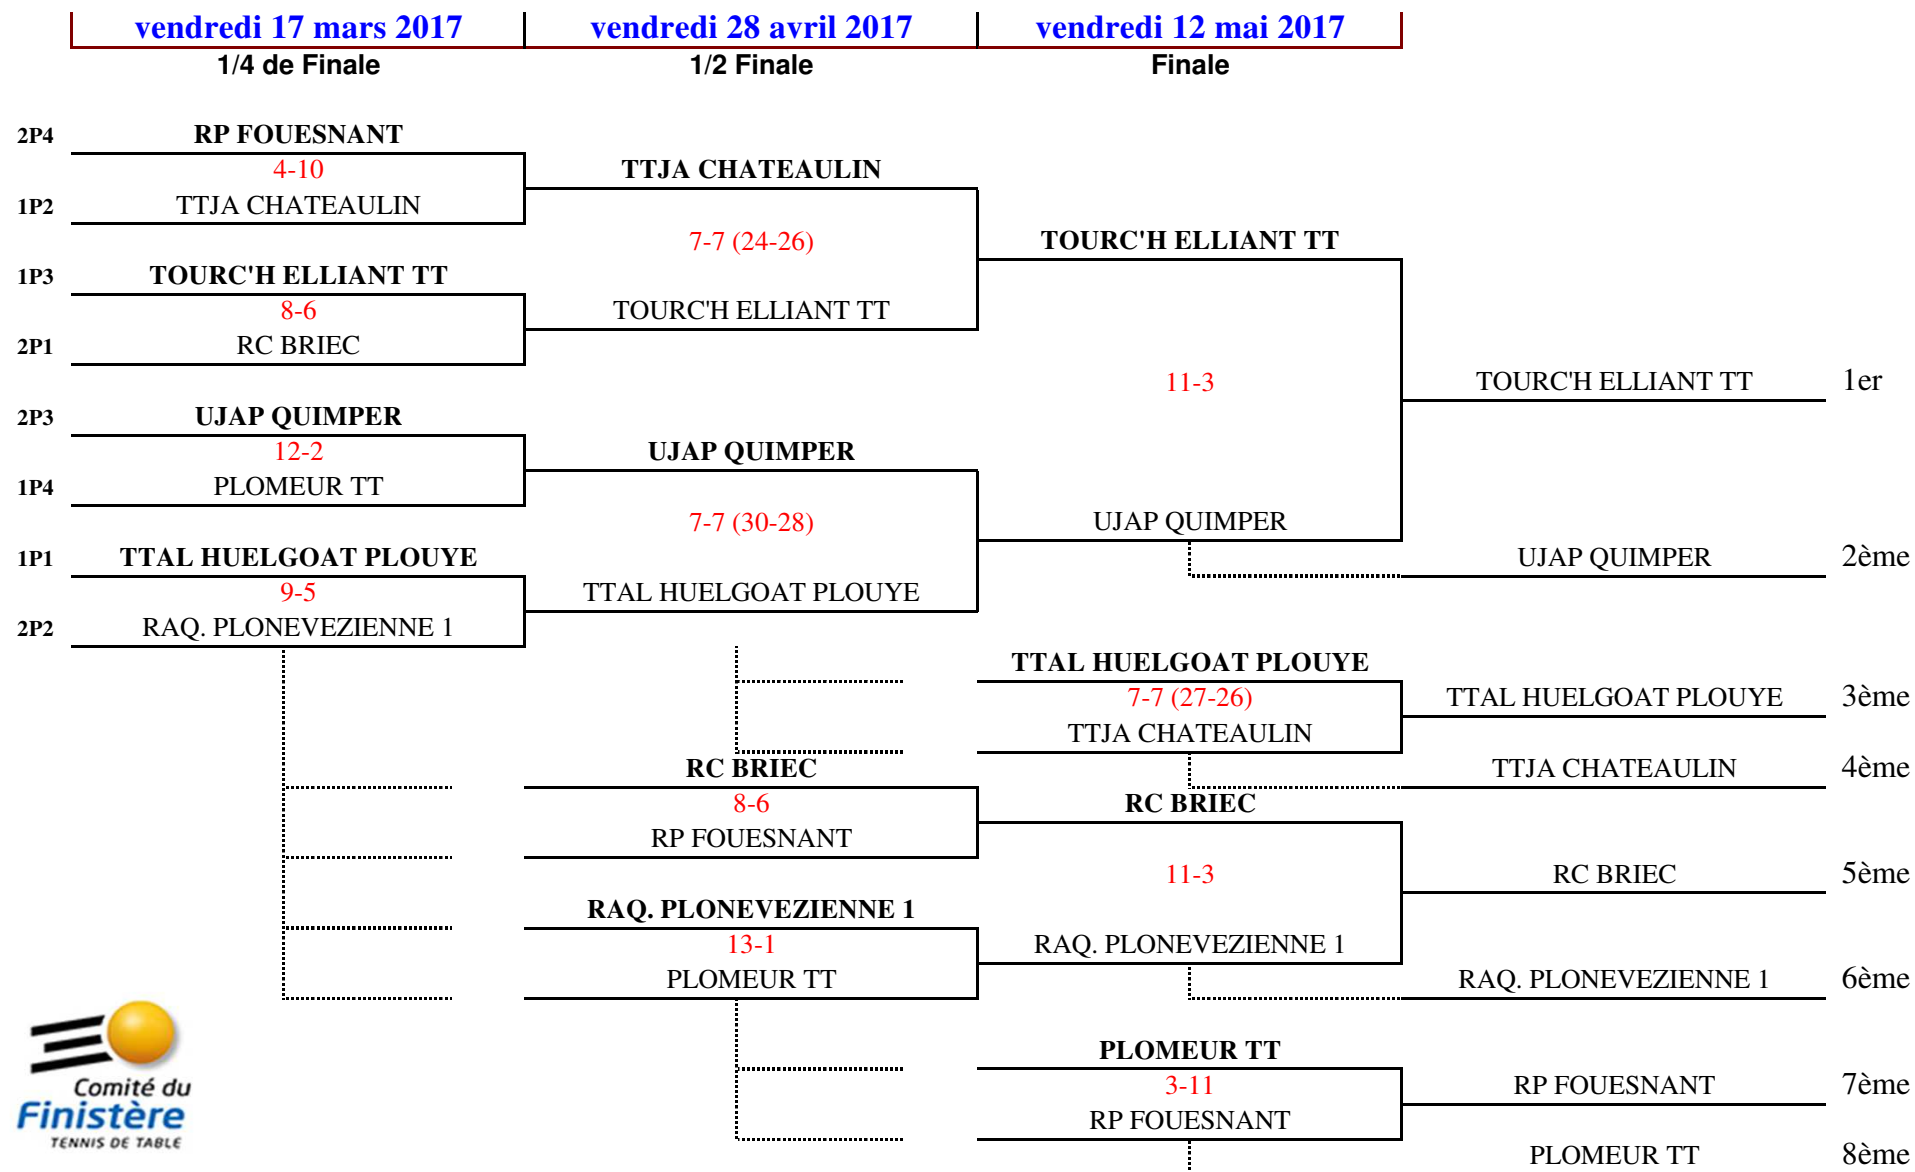 vendredi 17 mars 2017 vendredi 28 avril 2017 vendredi 12 mai 2017
1/4 de Finale 1/2 Finale Finale
2P4 RP FOUESNANT
4-10 TTJA CHATEAULIN
1P2 TTJA CHATEAULIN
7-7 (24-26) TOURC'H ELLIANT TT
1P3 TOURC'H ELLIANT TT
8-6 TOURC'H ELLIANT TT
2P1 RC BRIEC
11-3 TOURC'H ELLIANT TT 1er
2P3 UJAP QUIMPER
12-2 UJAP QUIMPER
1P4 PLOMEUR TT
7-7 (30-28) UJAP QUIMPER
1P1 TTAL HUELGOAT PLOUYE UJAP QUIMPER 2ème
9-5 TTAL HUELGOAT PLOUYE
2P2 RAQ. PLONEVEZIENNE 1
TTAL HUELGOAT PLOUYE
7-7 (27-26) TTAL HUELGOAT PLOUYE 3ème
TTJA CHATEAULIN
RC BRIEC TTJA CHATEAULIN 4ème
8-6 RC BRIEC
RP FOUESNANT
11-3 RC BRIEC 5ème
RAQ. PLONEVEZIENNE 1
13-1 RAQ. PLONEVEZIENNE 1
PLOMEUR TT RAQ. PLONEVEZIENNE 1 6ème
PLOMEUR TT
3-11 RP FOUESNANT 7ème
RP FOUESNANT
PLOMEUR TT 8ème
Comité du
Finistère
TENNIS DE TABLE